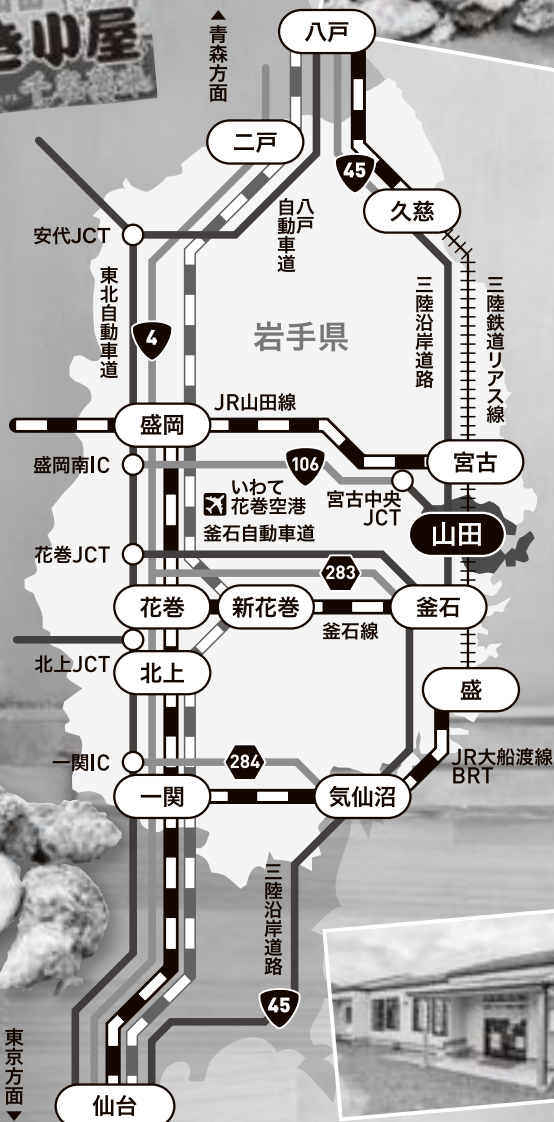 き小屋
▲青森方面
八戸
二戸
45
久慈
安代JCT
八戸自動車道
東北自動車道
三陸沿岸道路
三陸鉄道リアス線
4
岩手県
JR山田線
盛岡
宮古
盛岡南IC
106
いわて
花巻空港
宮古中央
JCT
山田
釜石自動車道
花巻JCT
283
花巻
新花巻
釜石
釜石線
北上JCT
北上
盛
一関IC
284
JR大船渡線
BRT
一関
気仙沼
三陸沿岸道路
45
東京方面▼
仙台